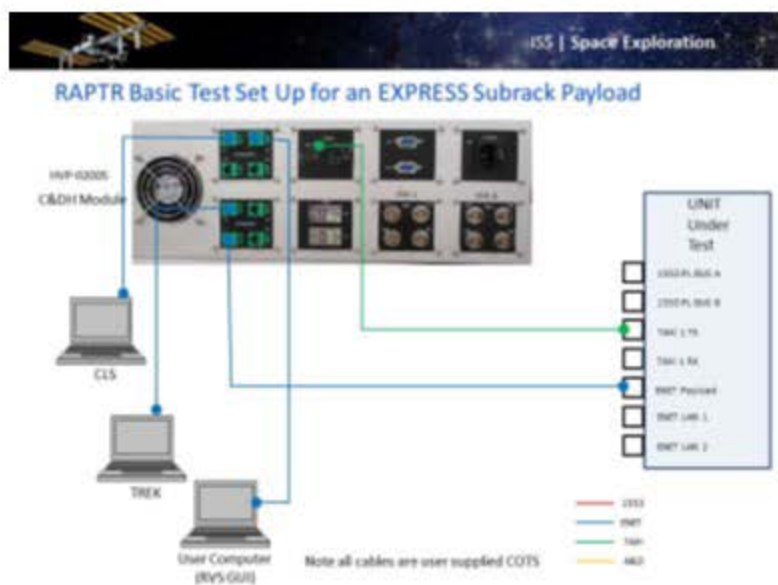 ISS | Space Exploration
RAPTR Basic Test Set Up for an EXPRESS Subrack Payload
HVP-02005
C&DH Module
UNIT
Under
Test
1553 PL BUS A
1553 PL BUS B
TAXI 1 TX
TAXI 1 RX
ENET Payload
ENET LAN 1
ENET LAN 2
CLS
TREK
User Computer
(RVS GUI)
Note all cables are user supplied COTS
1553
ENET
TAXI